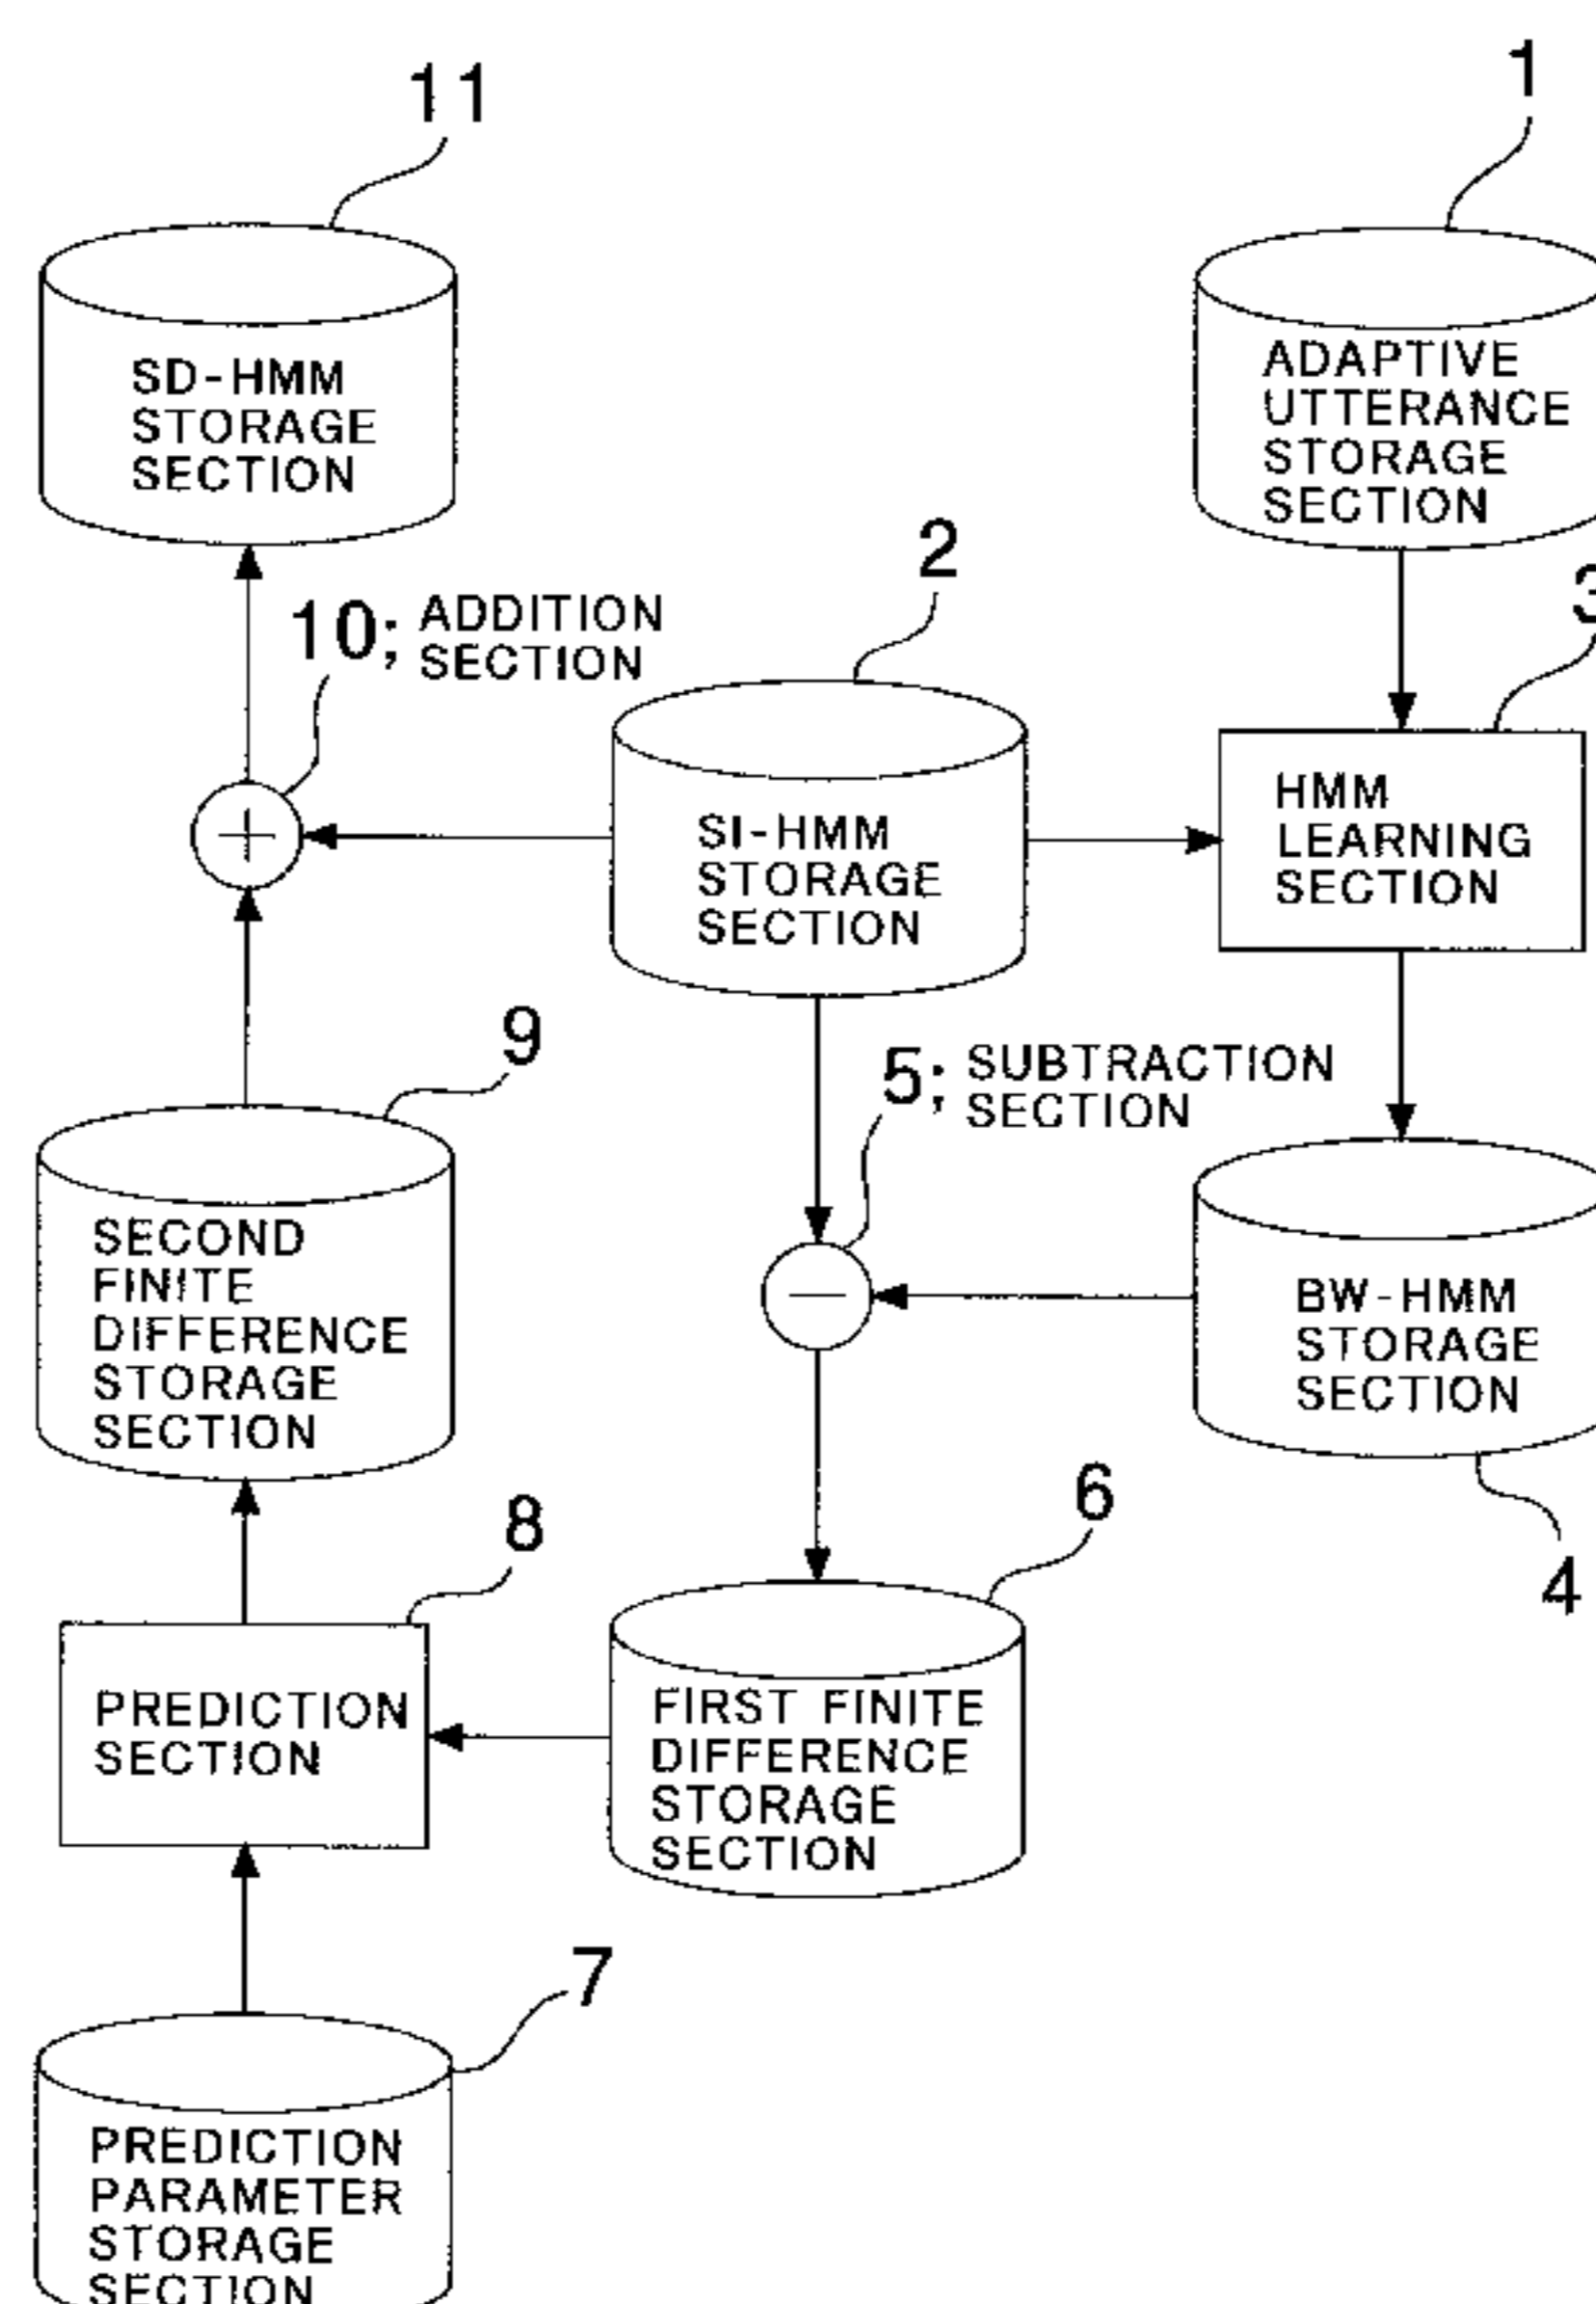 11
1
SD-HMM
STORAGE
SECTION
ADAPTIVE
UTTERANCE
STORAGE
SECTION
2
3
10; ADDITION
SECTION
SI-HMM
STORAGE
SECTION
HMM
LEARNING
SECTION
9
5; SUBTRACTION
SECTION
SECOND
FINITE
DIFFERENCE
STORAGE
SECTION
BW-HMM
STORAGE
SECTION
6
8
4
PREDICTION
SECTION
FIRST FINITE
DIFFERENCE
STORAGE
SECTION
7
PREDICTION
PARAMETER
STORAGE
SECTION